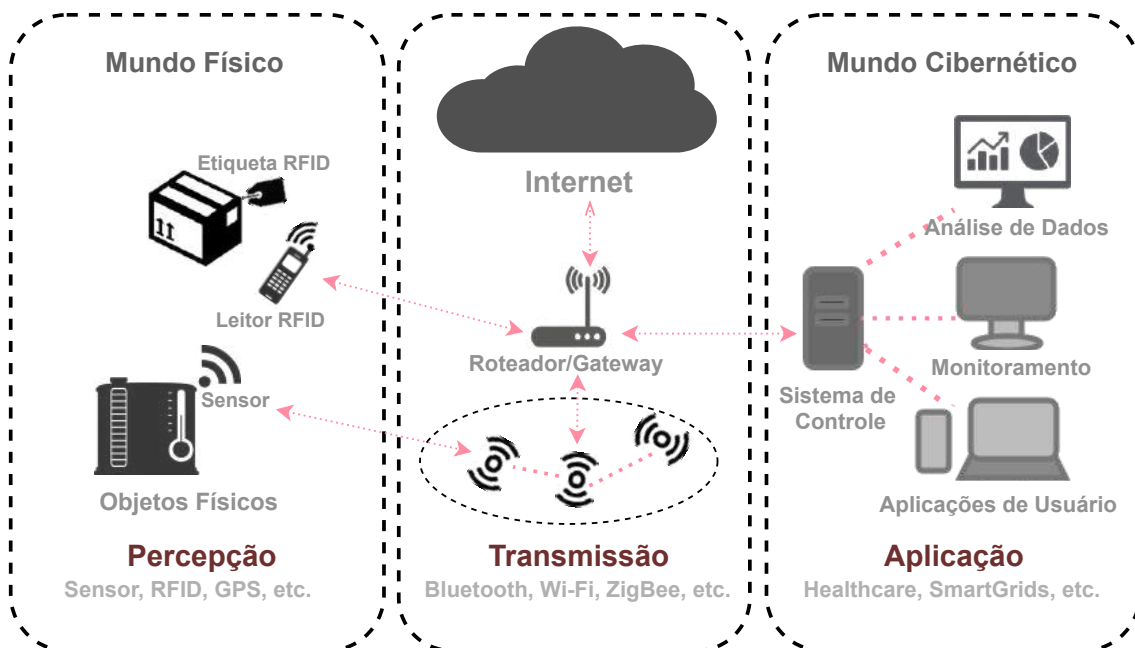 Mundo Físico
Etiqueta RFID
Leitor RFID
Sensor
Objetos Físicos
Percepção
Sensor, RFID, GPS, etc.
Internet
Roteador/Gateway
Transmissão
Bluetooth, Wi-Fi, ZigBee, etc.
Mundo Cibernético
Análise de Dados
Monitoramento
Sistema de
Controle
Aplicações de Usuário
Aplicação
Healthcare, SmartGrids, etc.